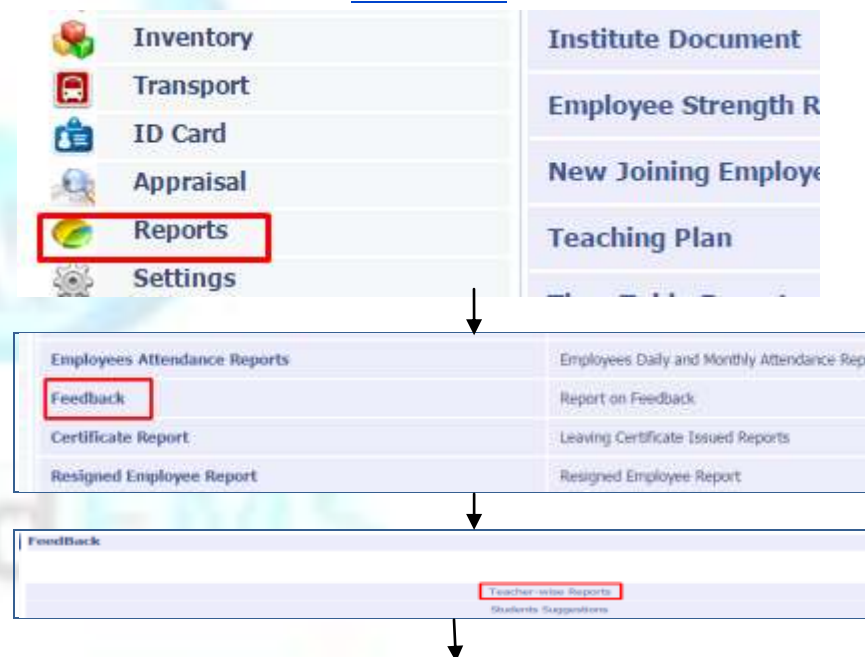 Inventory
Transport
ID Card
Appraisal
Reports
Settings
Institute Document
Employee Strength R
New Joining Employe
Teaching Plan
Employees Attendance Reports Employees Daily and Monthly Attendance Rep
Feedback Report on Feedback
Certificate Report Leaving Certificate Issued Reports
Resigned Employee Report Resigned Employee Report
FeedBack
Teacher-wise Reports
Students Suggestions